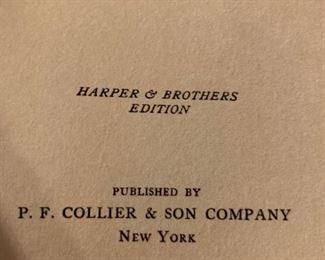 HARPER & BROTHERS
EDITION
PUBLISHED BY
P. F. COLLIER & SON COMPANY
NEW YORK